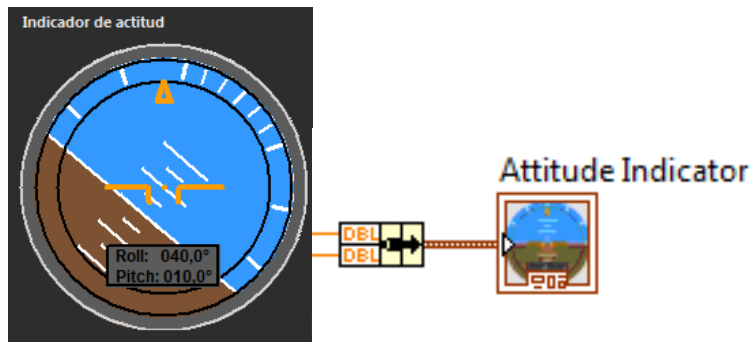 Indicador de actitud
Roll: 040,0°
Pitch: 010,0°
DBL
DBL
Attitude Indicator